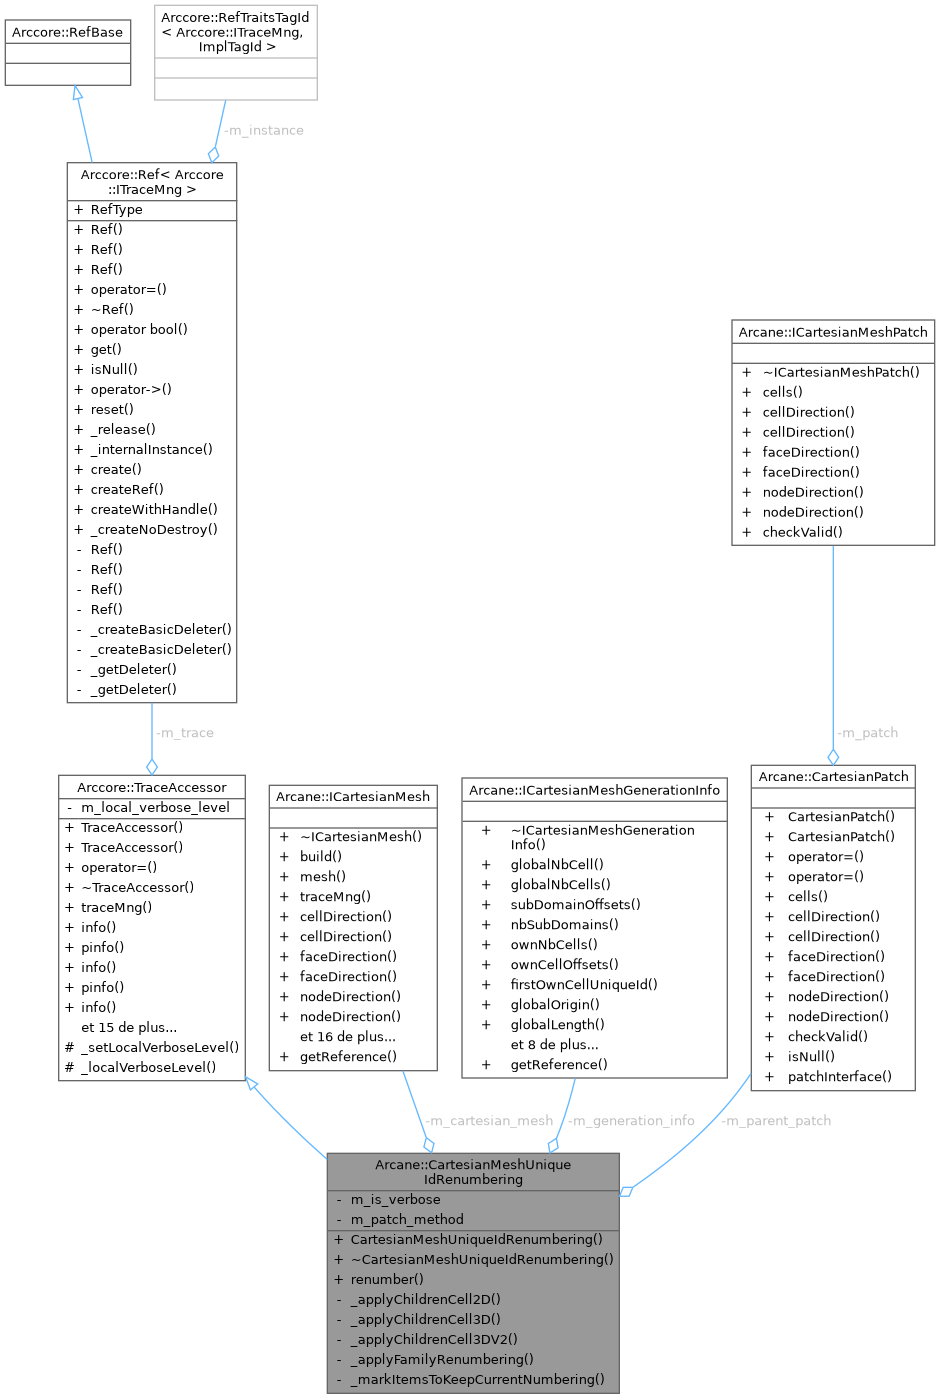 Arccore::RefBase
Arccore::RefTraitsTagId
< Arccore::ITraceMng,
ImplTagId >
-m_instance
Arccore::Ref< Arccore
::ITraceMng >
+ RefType
+ Ref()
+ Ref()
+ Ref()
+ operator=()
+ ~Ref()
+ operator bool()
+ get()
+ isNull()
+ operator->()
+ reset()
+ _release()
+ _internalInstance()
+ create()
+ createRef()
+ createWithHandle()
+ _createNoDestroy()
- Ref()
- Ref()
- Ref()
- Ref()
- _createBasicDeleter()
- _createBasicDeleter()
- _getDeleter()
- _getDeleter()
Arcane::ICartesianMeshPatch
+ ~ICartesianMeshPatch()
+ cells()
+ cellDirection()
+ cellDirection()
+ faceDirection()
+ faceDirection()
+ nodeDirection()
+ nodeDirection()
+ checkValid()
-m_trace
-m_patch
Arccore::TraceAccessor
- m_local_verbose_level
+ TraceAccessor()
+ TraceAccessor()
+ operator=()
+ ~TraceAccessor()
+ traceMng()
+ info()
+ pinfo()
+ info()
+ pinfo()
+ info()
et 15 de plus...
# _setLocalVerboseLevel()
# _localVerboseLevel()
Arcane::ICartesianMesh
+ ~ICartesianMesh()
+ build()
+ mesh()
+ traceMng()
+ cellDirection()
+ cellDirection()
+ faceDirection()
+ faceDirection()
+ nodeDirection()
+ nodeDirection()
et 16 de plus...
+ getReference()
Arcane::ICartesianMeshGenerationInfo
+ ~ICartesianMeshGeneration
Info()
+ globalNbCell()
+ globalNbCells()
+ subDomainOffsets()
+ nbSubDomains()
+ ownNbCells()
+ ownCellOffsets()
+ firstOwnCellUniqueId()
+ globalOrigin()
+ globalLength()
et 8 de plus...
+ getReference()
Arcane::CartesianPatch
+ CartesianPatch()
+ CartesianPatch()
+ operator=()
+ operator=()
+ cells()
+ cellDirection()
+ cellDirection()
+ faceDirection()
+ faceDirection()
+ nodeDirection()
+ nodeDirection()
+ checkValid()
+ isNull()
+ patchInterface()
-m_cartesian_mesh
-m_generation_info
-m_parent_patch
Arcane::CartesianMeshUnique
IdRenumbering
- m_is_verbose
- m_patch_method
+ CartesianMeshUniqueIdRenumbering()
+ ~CartesianMeshUniqueIdRenumbering()
+ renumber()
- _applyChildrenCell2D()
- _applyChildrenCell3D()
- _applyChildrenCell3DV2()
- _applyFamilyRenumbering()
- _markItemsToKeepCurrentNumbering()